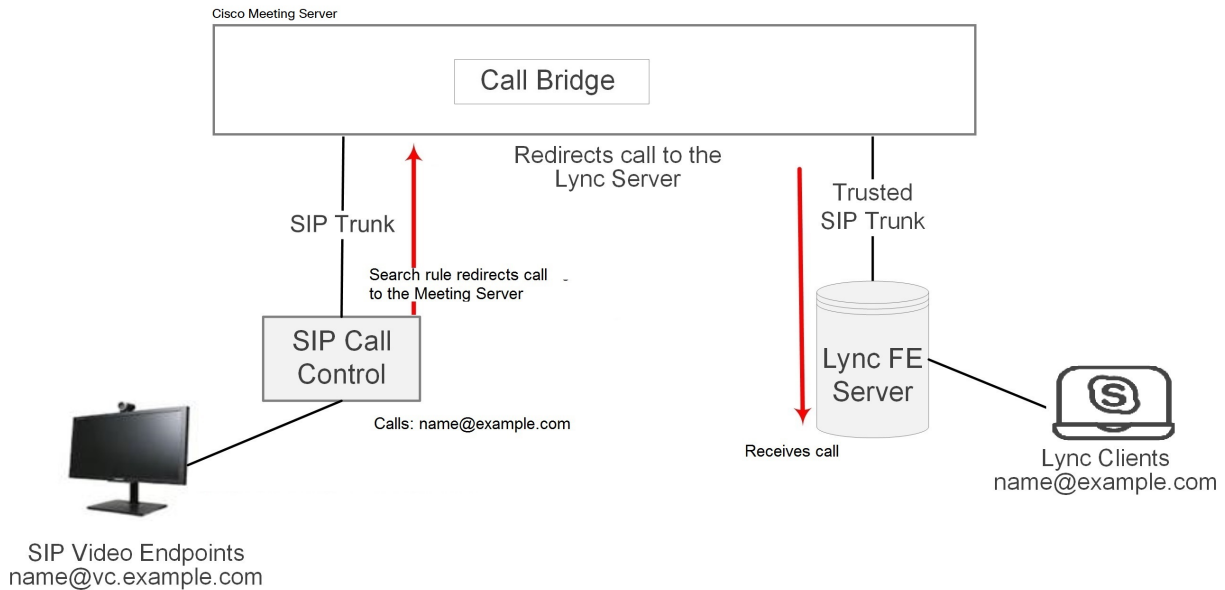 Cisco Meeting Server
Call Bridge
Redirects call to the
Lync Server
SIP Trunk
Trusted
SIP Trunk
Search rule redirects call
to the Meeting Server
SIP Call
Control
Lync FE
Server
Calls: name@example.com
Receives call
S
Lync Clients
name@example.com
SIP Video Endpoints
name@vc.example.com